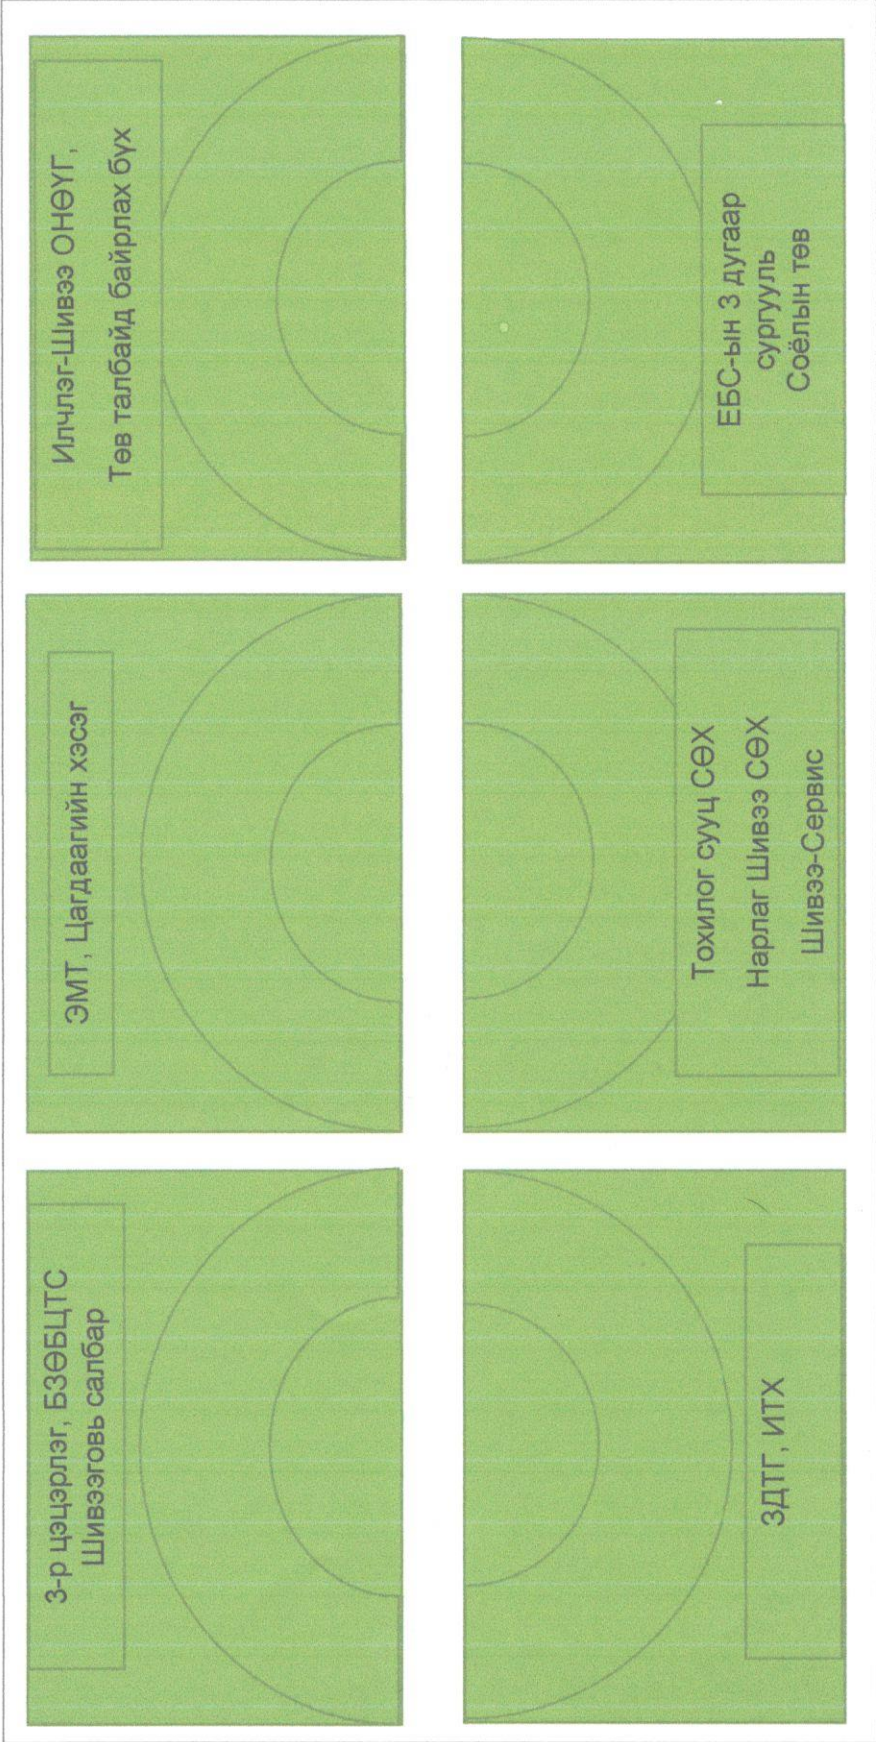 3-р цэцэрлэг, БЗӨБЦТС
Шивээговь салбар
ЭМТ, Цагдаагийн хэсэг
Илчлэг-Шивээ ОНӨҮГ,
Төв талбайд байрлах бүх
ЗДТГ, ИТХ
Тохилог сууц СӨХ
Нарлаг Шивээ СӨХ
Шивээ-Сервис
ЕБС-ын 3 дугаар
сургууль
Соёлын төв